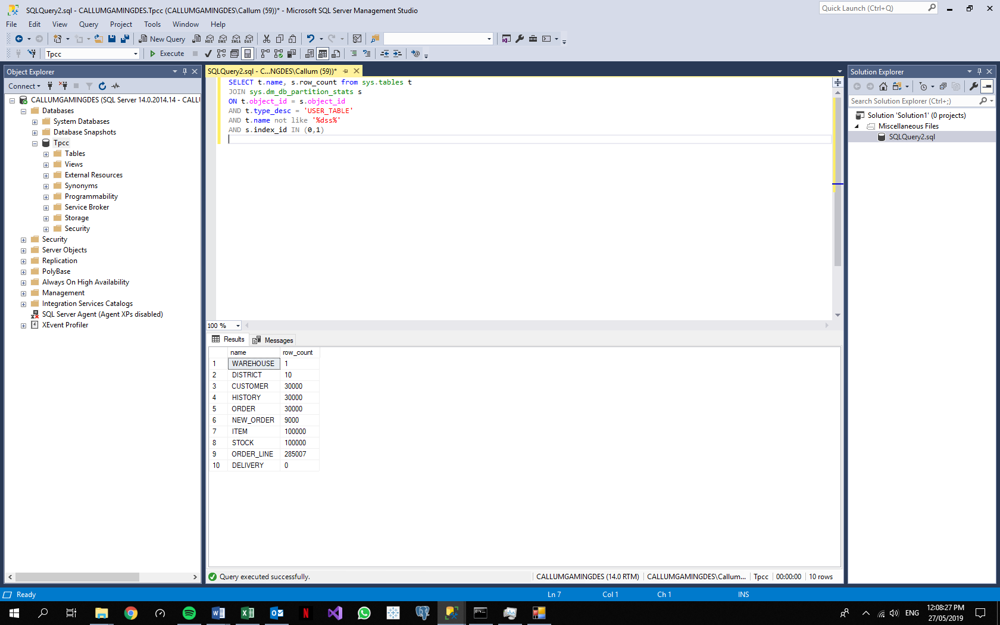 SQLQuery2.sql - CALLUMGAMINGDES.Tpcc (CALLUMGAMINGDES\Callum (59))* - Microsoft SQL Server Management Studio
Quick Launch (Ctrl+Q)
File Edit View Query Project Tools Window Help
New Query
MDX DMX XMLA DAX
Tpcc
Execute
Object Explorer
Connect
CALLUMGAMINGDES (SQL Server 14.0.2014.14 - CALLU
Databases
System Databases
Database Snapshots
Tpcc
Tables
Views
External Resources
Synonyms
Programmability
Service Broker
Storage
Security
Security
Server Objects
Replication
PolyBase
Always On High Availability
Management
Integration Services Catalogs
SQL Server Agent (Agent XPs disabled)
XEvent Profiler
SQLQuery2.sql - C...NGDES\Callum (59))*
SELECT t.name, s.row_count from sys.tables t
JOIN sys.dm_db_partition_stats s
ON t.object_id = s.object_id
AND t.type_desc = 'USER_TABLE'
AND t.name not like '%dss%'
AND s.index_id IN (0,1)
100 %
Results Messages
name row_count
1 WAREHOUSE 1
2 DISTRICT 10
3 CUSTOMER 30000
4 HISTORY 30000
5 ORDER 30000
6 NEW_ORDER 9000
7 ITEM 100000
8 STOCK 100000
9 ORDER_LINE 285007
10 DELIVERY 0
Query executed successfully.
CALLUMGAMINGDES (14.0 RTM) CALLUMGAMINGDES\Callum... Tpcc 00:00:00 10 rows
Solution Explorer
Search Solution Explorer (Ctrl+;)
Solution 'Solution1' (0 projects)
Miscellaneous Files
SQLQuery2.sql
Ready
Ln 7 Col 1 Ch 1 INS
ENG
12:08:27 PM
27/05/2019